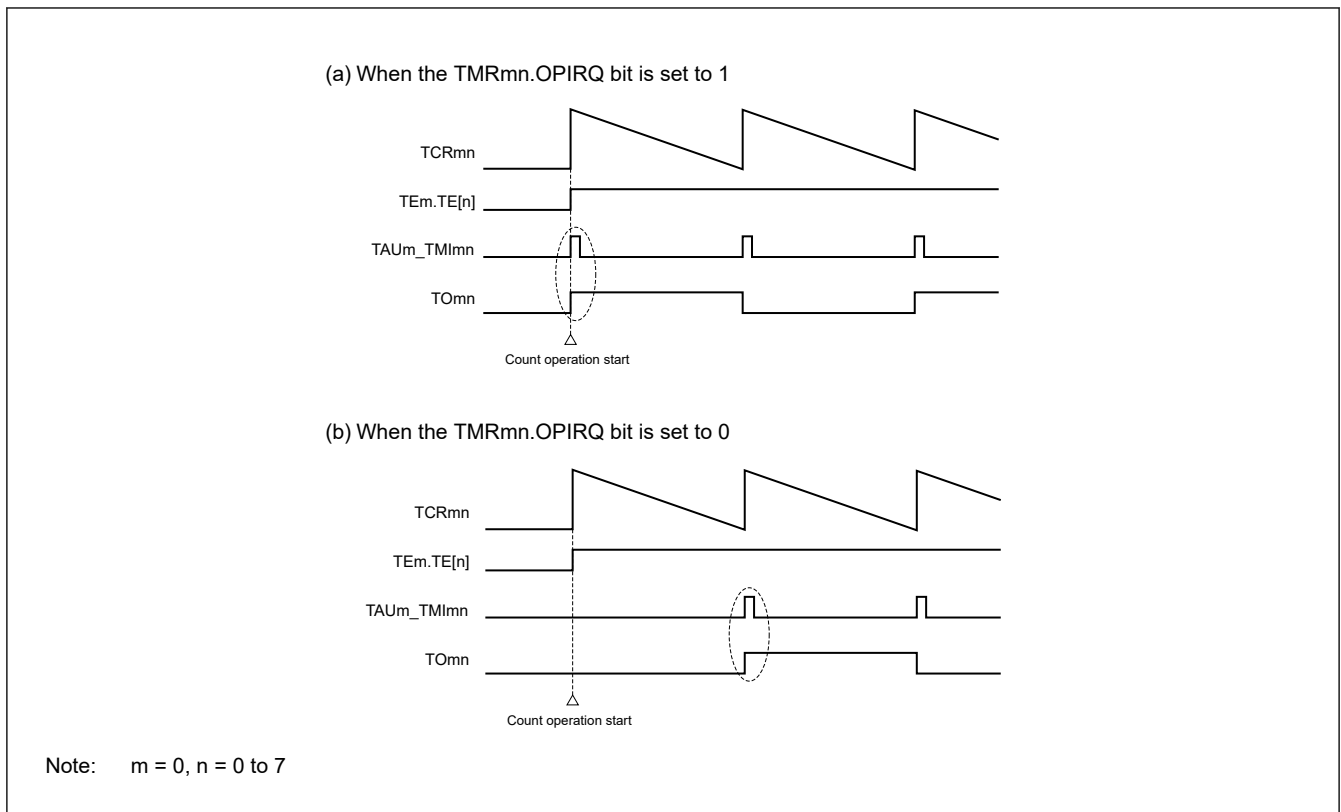 (a) When the TMRmn.OPIRQ bit is set to 1
TCRmn
TEm.TE[n]
TAUm_TMImn
TOmn
Count operation start
(b) When the TMRmn.OPIRQ bit is set to 0
TCRmn
TEm.TE[n]
TAUm_TMImn
TOmn
Count operation start
Note: m = 0, n = 0 to 7